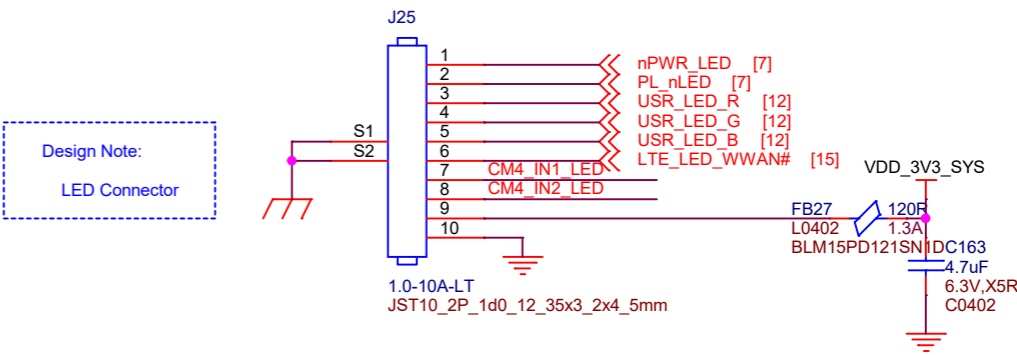 J25
1 nPWR_LED [7]
2 PL_nLED [7]
3 USR_LED_R [12]
4 USR_LED_G [12]
S1 5 USR_LED_B [12]
S2 6 LTE_LED_WWAN# [15]
7 CM4_IN1_LED
8 CM4_IN2_LED
9
10
Design Note:
LED Connector
1.0-10A-LT
JST10_2P_1d0_12_35x3_2x4_5mm
VDD_3V3_SYS
FB27 120R
L0402 1.3A
BLM15PD121SN1D
C163
4.7uF
6.3V,X5R
C0402